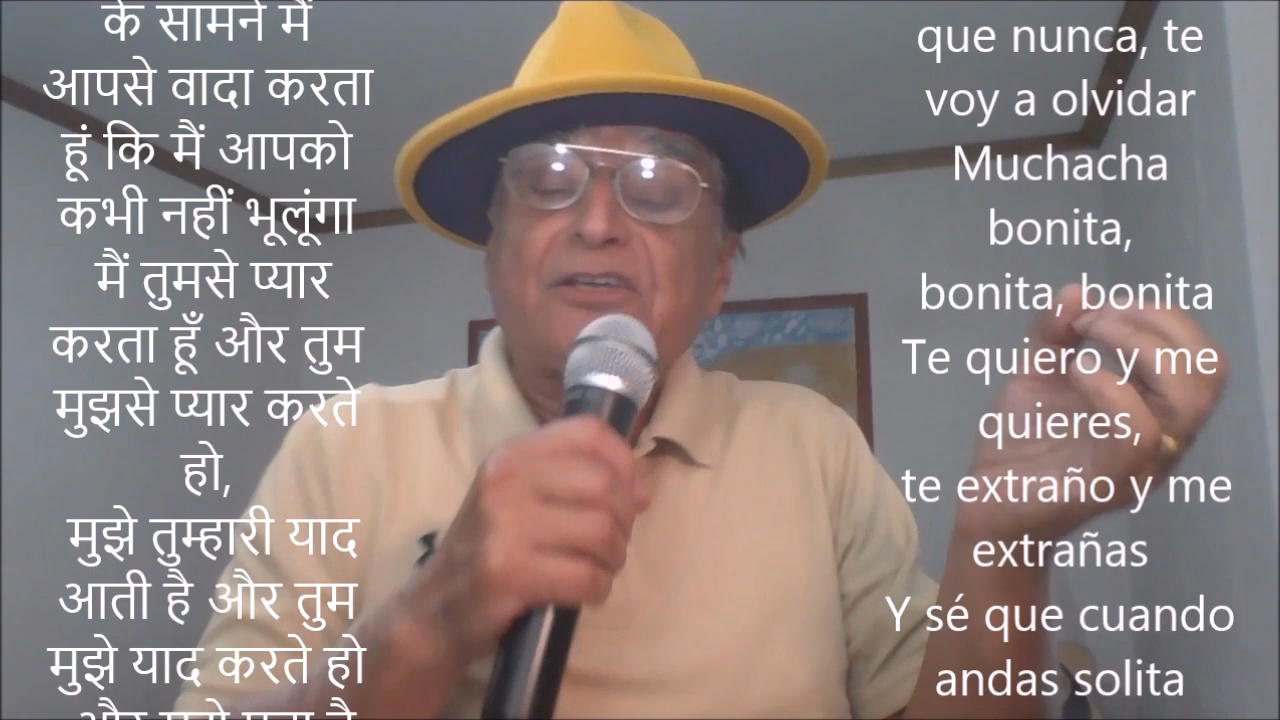 के सामने मैं
आपसे वादा करता
हूं कि मैं आपको
कभी नहीं भूलूंगा
मैं तुमसे प्यार
करता हूँ और तुम
मुझसे प्यार करते
हो,
मुझे तुम्हारी याद
आती है और तुम
मुझे याद करते हो
que nunca, te
voy a olvidar
Muchacha
bonita,
bonita, bonita
Te quiero y me
quieres,
te extraño y me
extrañas
Y sé que cuando
andas solita